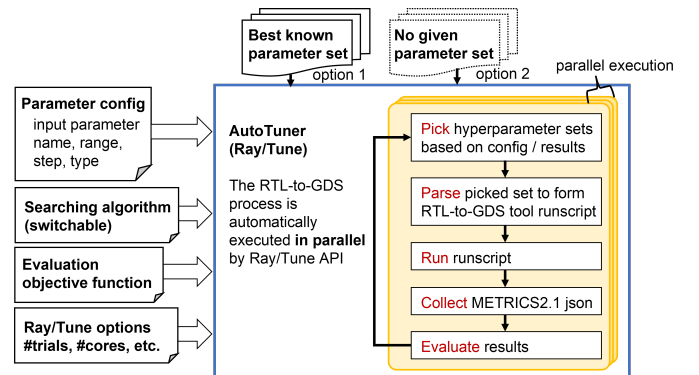 Best known
parameter set
option 1
No given
parameter set
option 2
parallel execution
Parameter config
input parameter
name, range,
step, type
Searching algorithm
(switchable)
Evaluation
objective function
Ray/Tune options
#trials, #cores, etc.
AutoTuner
(Ray/Tune)
The RTL-to-GDS
process is
automatically
executed in parallel
by Ray/Tune API
Pick hyperparameter sets
based on config / results
Parse picked set to form
RTL-to-GDS tool runscript
Run runscript
Collect METRICS2.1 json
Evaluate results